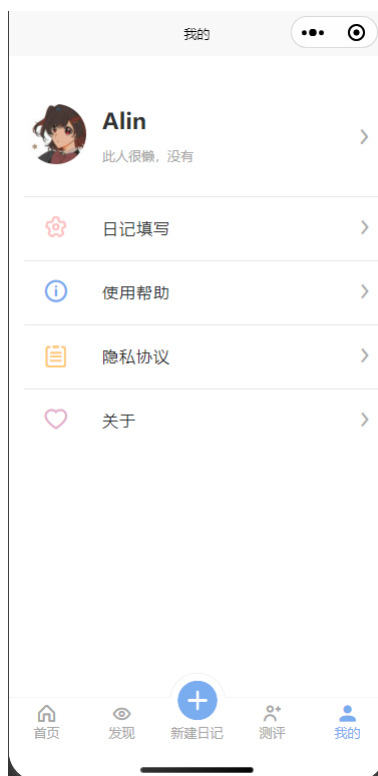 我的
Alin
此人很懒，没有
日记填写
使用帮助
隐私协议
关于
首页
发现
新建日记
测评
我的